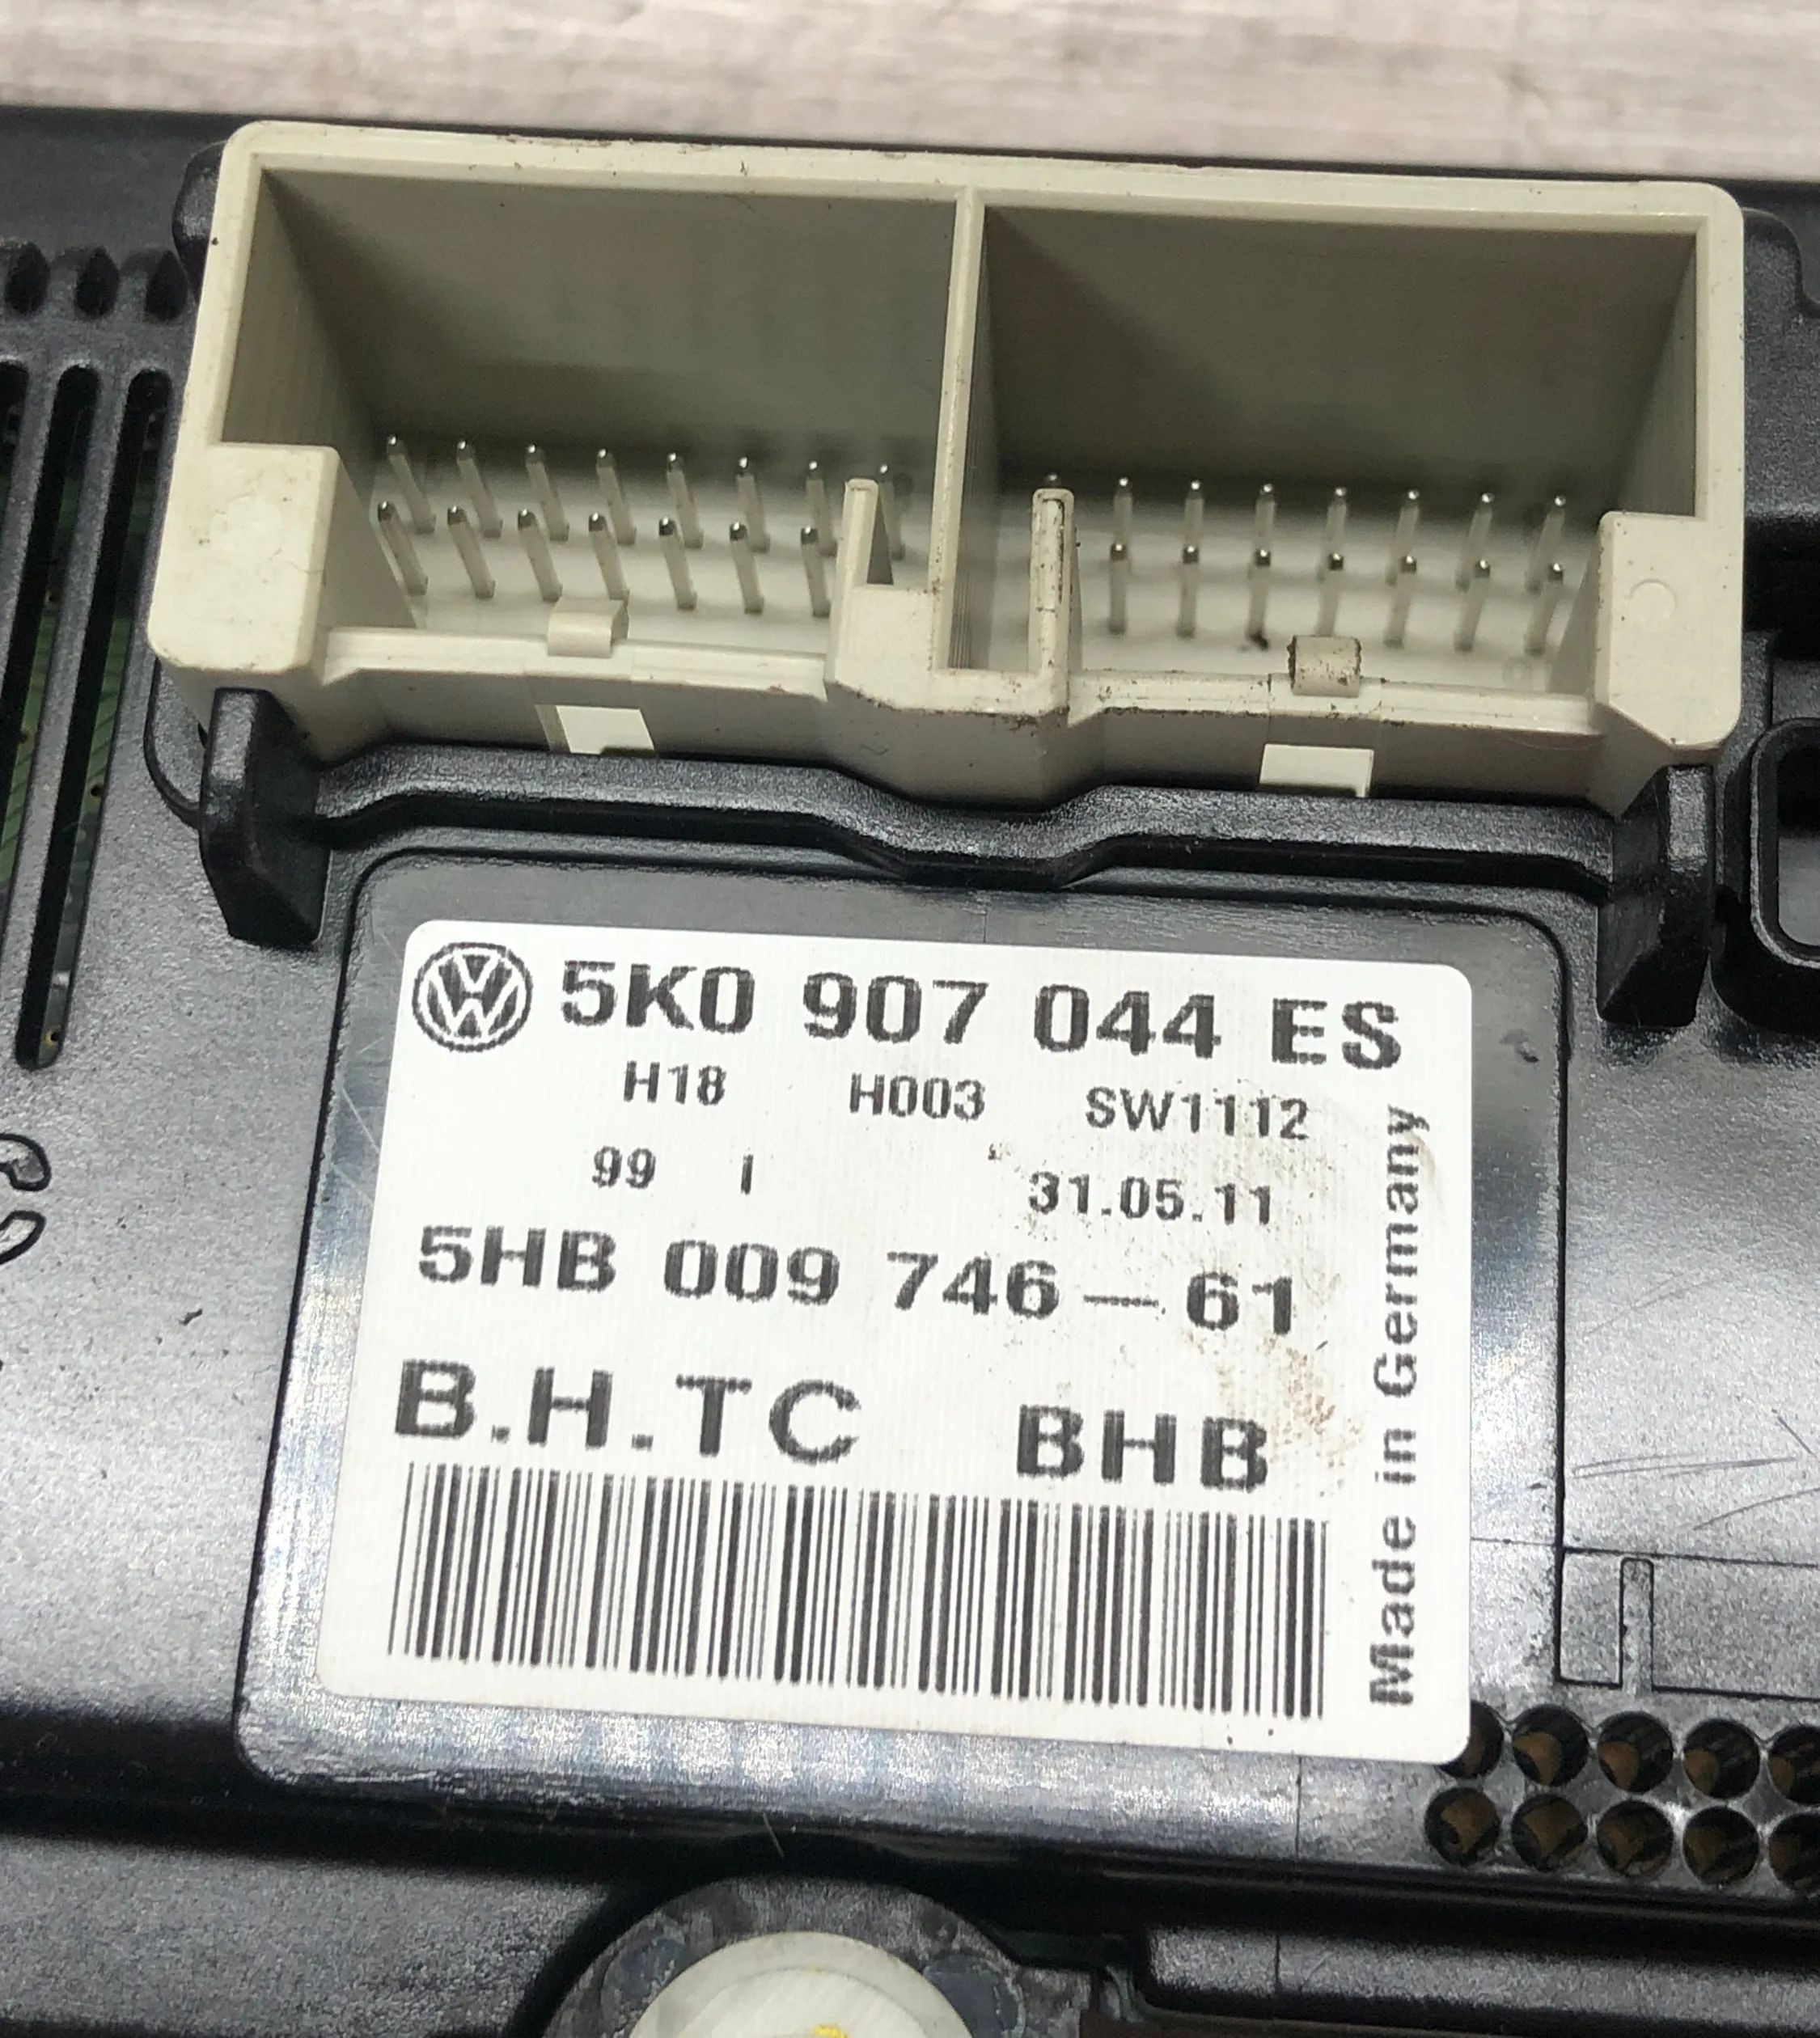 5K0 907 044 ES
H18 H003 SW1112
99 I 31.05.11
5HB 009 746-61
B.H.TC BHB
Made in Germany